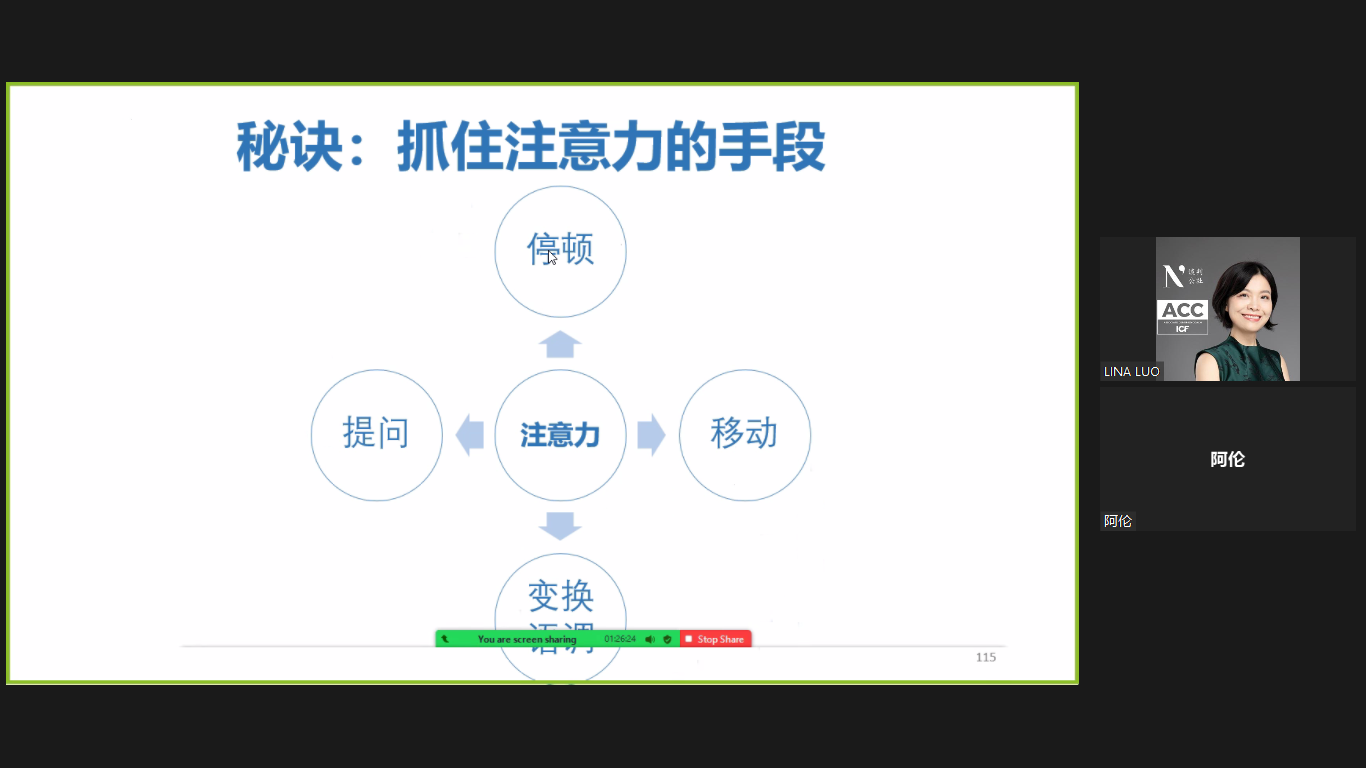 秘诀：抓住注意力的手段
停顿
提问
注意力
移动
变换
语调
You are screen sharing
01:26:24
Stop Share
115
N
ACC
ICF
LINA LUO
阿伦
阿伦